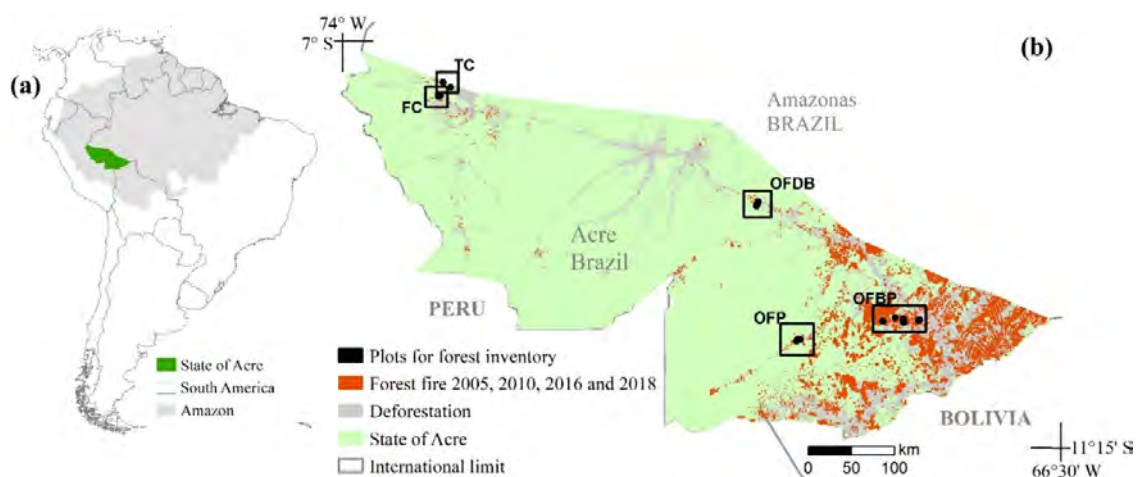 (a)
State of Acre
South America
Amazon
74° W
7° S
(b)
TC
FC
Amazonas
BRAZIL
OFDB
Acre
Brazil
PERU
OFBP
OFP
Plots for forest inventory
Forest fire 2005, 2010, 2016 and 2018
Deforestation
State of Acre
International limit
BOLIVIA
0 50 100
km
11°15' S
66°30' W